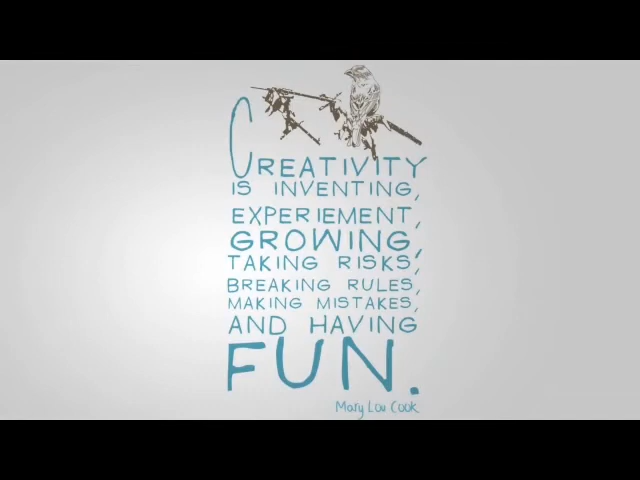 CREATIVITY
IS INVENTING,
EXPERIEMENT,
GROWING,
TAKING RISKS,
BREAKING RULES,
MAKING MISTAKES,
AND HAVING
FUN.
Mary Lou Cook